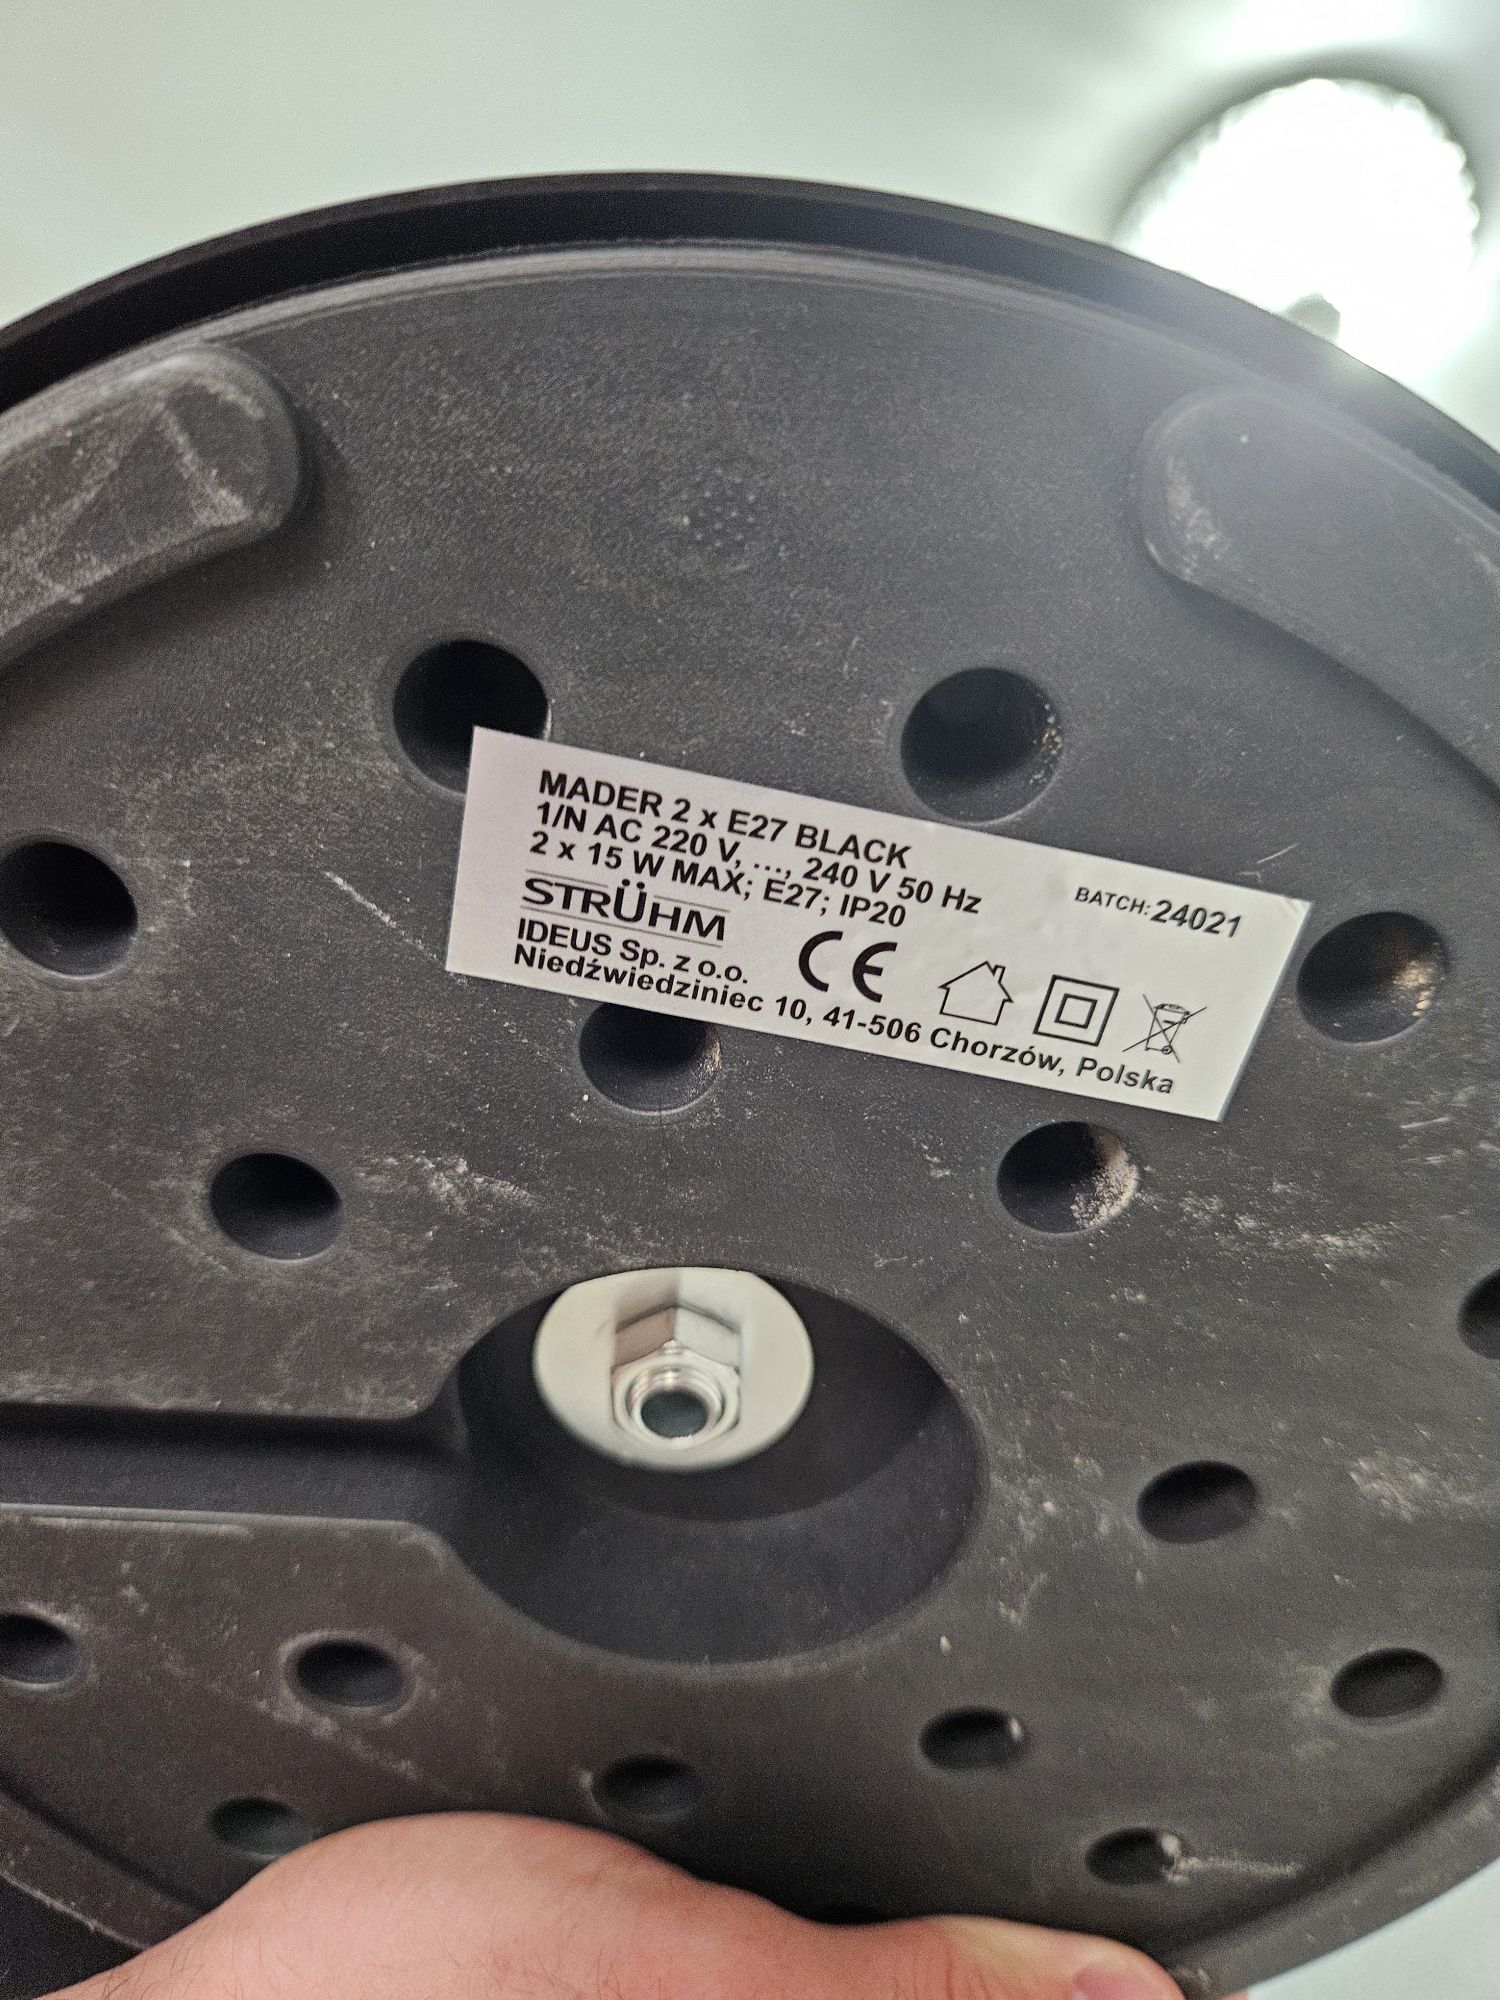 MADER 2 x E27 BLACK
1/N AC 220 V, ..., 240 V 50 Hz
2 x 15 W MAX; E27; IP20
BATCH: 24021
STRÜHM
IDEUS Sp. z o.o.
CE
Niedźwiedziniec 10, 41-506 Chorzów, Polska